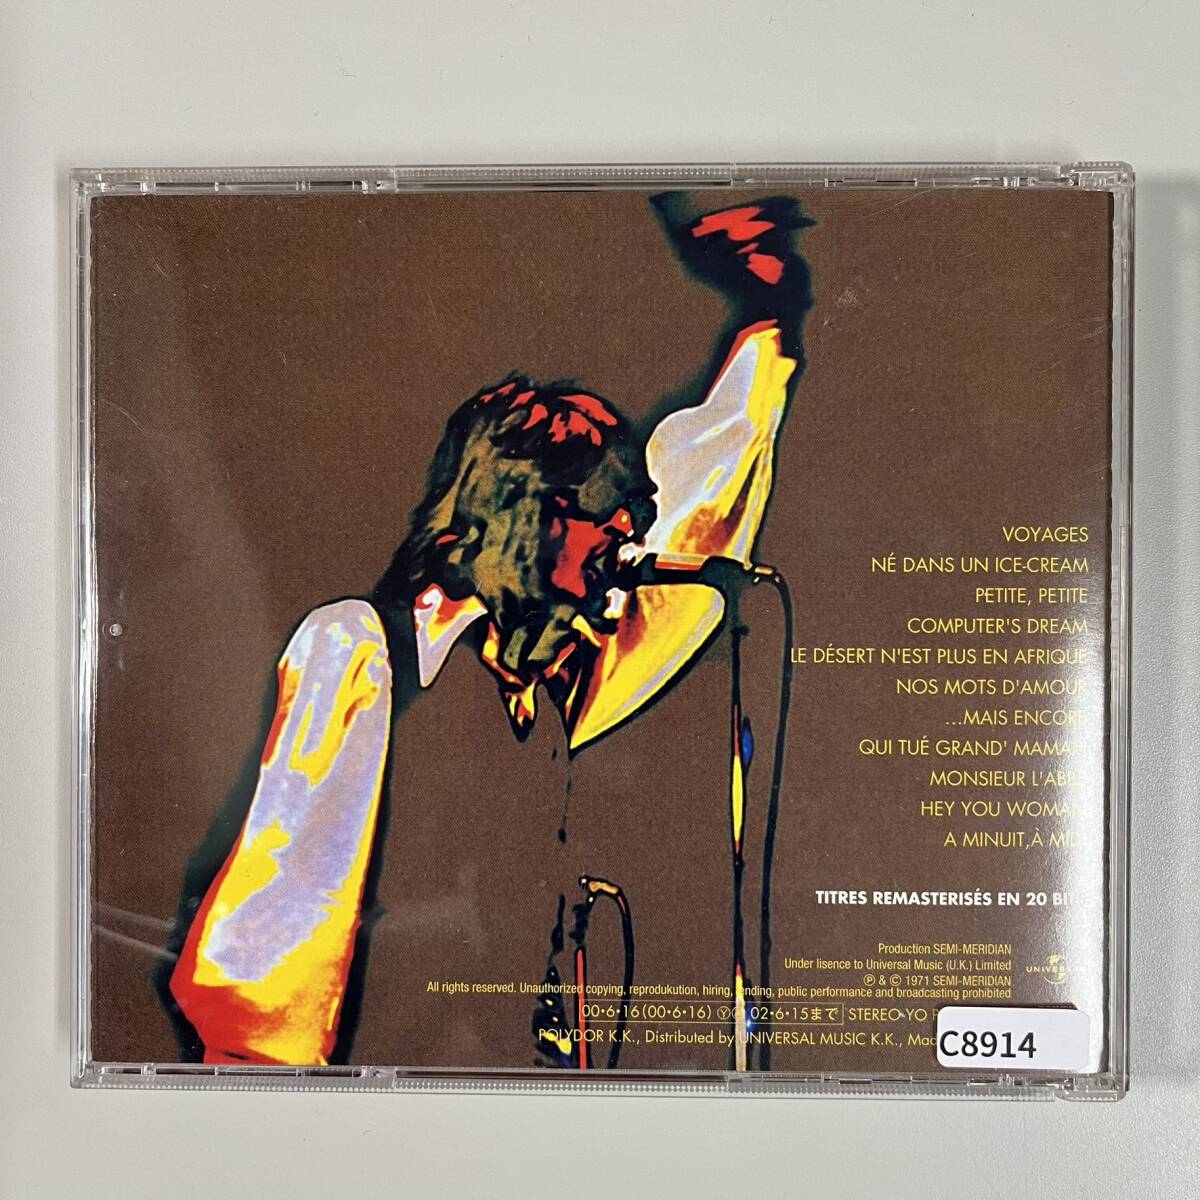 VOYAGES
NÉ DANS UN ICE-CREAM
PETITE, PETITE
COMPUTER'S DREAM
LE DÉSERT N'EST PLUS EN AFRIQUE
NOS MOTS D'AMOUR
...MAIS ENCORE
QUI TUÉ GRAND' MAMAN
MONSIEUR L'ABBÉ
HEY YOU WOMAN
A MINUIT,À MIDI
TITRES REMASTERISÉS EN 20 BITS
Production SEMI-MERIDIAN
Under lisence to Universal Music (U.K.) Limited
UNIVERSAL
Ⓟ & © 1971 SEMI-MERIDIAN
All rights reserved. Unauthorized copying, reprodukution, hiring, lending, public performance and broadcasting prohibited
00•6•16(00•6•16) Ⓨ 02•6•15まで STEREO•YO
POLYDOR K.K., Distributed by UNIVERSAL MUSIC K.K.,
C8914